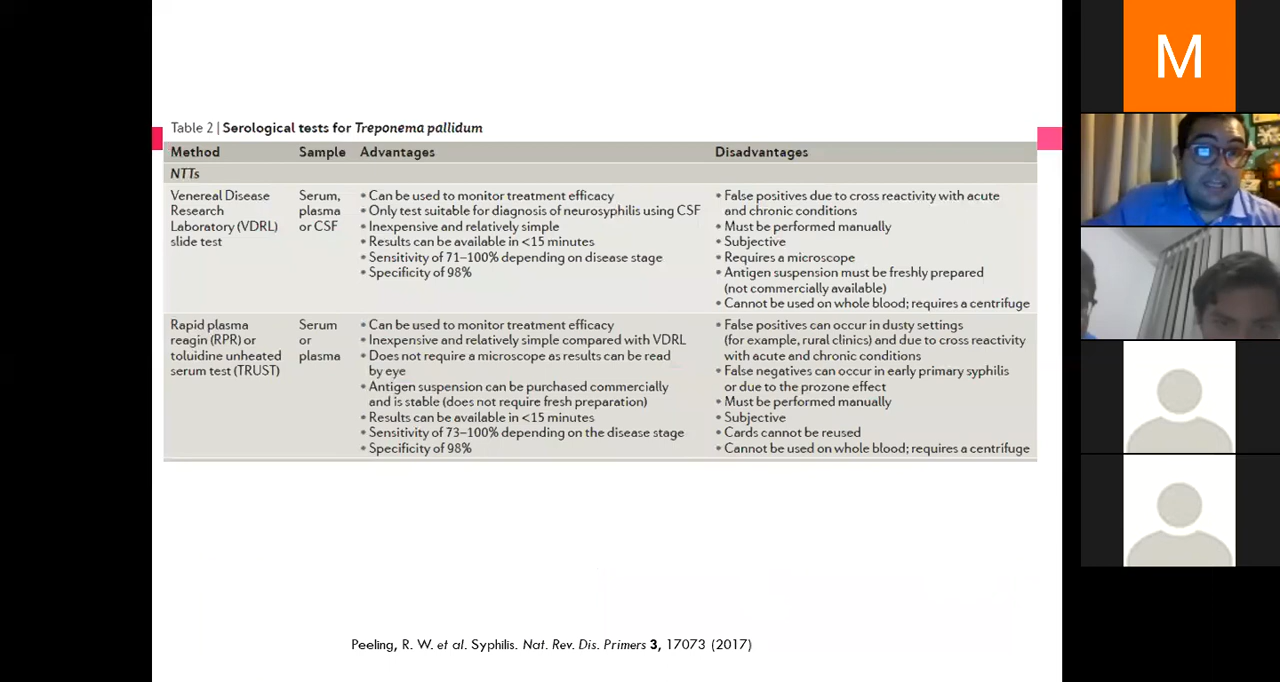 Table 2 | Serological tests for Treponema pallidum
Method Sample Advantages Disadvantages
NTTs
Venereal Disease
Research
Laboratory (VDRL)
slide test
Serum,
plasma
or CSF
• Can be used to monitor treatment efficacy
• Only test suitable for diagnosis of neurosyphilis using CSF
• Inexpensive and relatively simple
• Results can be available in <15 minutes
• Sensitivity of 71–100% depending on disease stage
• Specificity of 98%
• False positives due to cross reactivity with acute
and chronic conditions
• Must be performed manually
• Subjective
• Requires a microscope
• Antigen suspension must be freshly prepared
(not commercially available)
• Cannot be used on whole blood; requires a centrifuge
Rapid plasma
reagin (RPR) or
toluidine unheated
serum test (TRUST)
Serum
or
plasma
• Can be used to monitor treatment efficacy
• Inexpensive and relatively simple compared with VDRL
• Does not require a microscope as results can be read
by eye
• Antigen suspension can be purchased commercially
and is stable (does not require fresh preparation)
• Results can be available in <15 minutes
• Sensitivity of 73–100% depending on the disease stage
• Specificity of 98%
• False positives can occur in dusty settings
(for example, rural clinics) and due to cross reactivity
with acute and chronic conditions
• False negatives can occur in early primary syphilis
or due to the prozone effect
• Must be performed manually
• Subjective
• Cards cannot be reused
• Cannot be used on whole blood; requires a centrifuge
Peeling, R. W. et al. Syphilis. Nat. Rev. Dis. Primers 3, 17073 (2017)
M